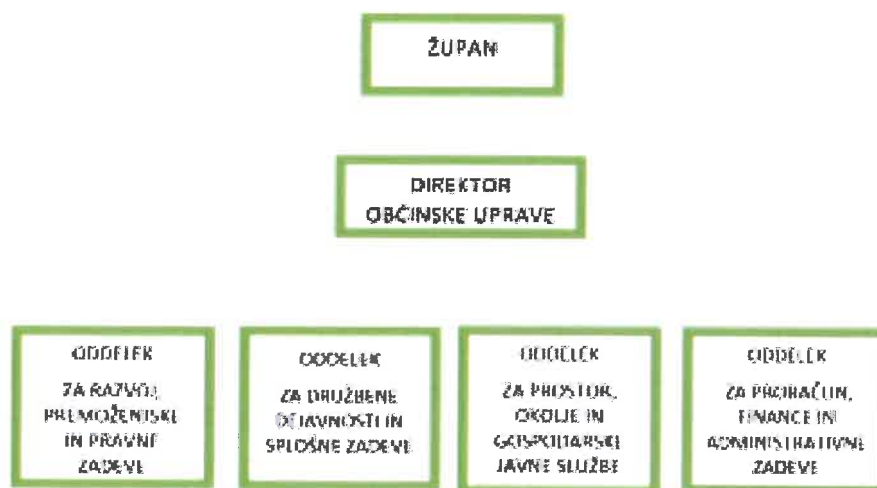 ŽUPAN
DIREKTOR
OBČINSKE UPRAVE
ODDELEK
ZA RAZVOJ,
PREMOŽENJSKE
IN PRAVNE
ZADEVE
ODDELEK
ZA DRUŽBENE
DEJAVNOSTI IN
SPLOŠNE ZADEVE
ODDELEK
ZA PROSTOR,
OKOLJE IN
GOSPODARSKE
JAVNE SLUŽBE
ODDELEK
ZA PRORAČUN,
FINANCE IN
ADMINISTRATIVNE
ZADEVE